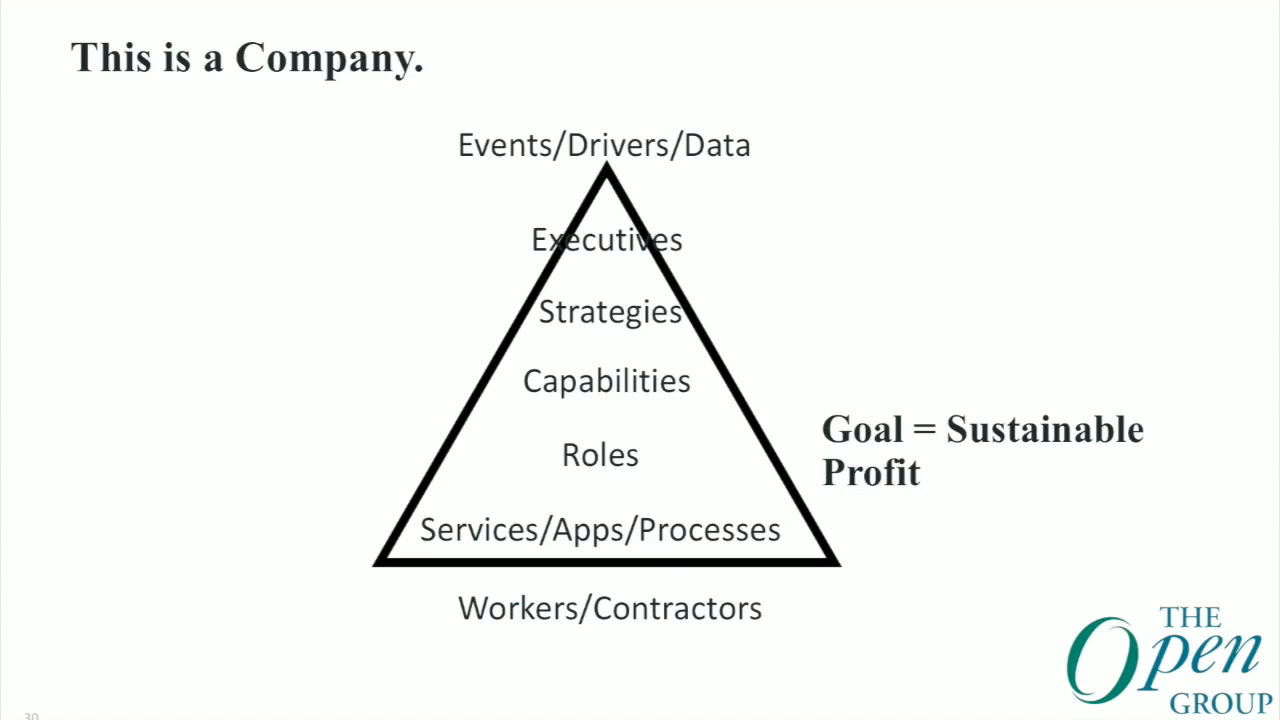 This is a Company.
Events/Drivers/Data
Executives
Strategies
Capabilities
Roles
Goal = Sustainable
Profit
Services/Apps/Processes
Workers/Contractors
THE
Open
GROUP
30